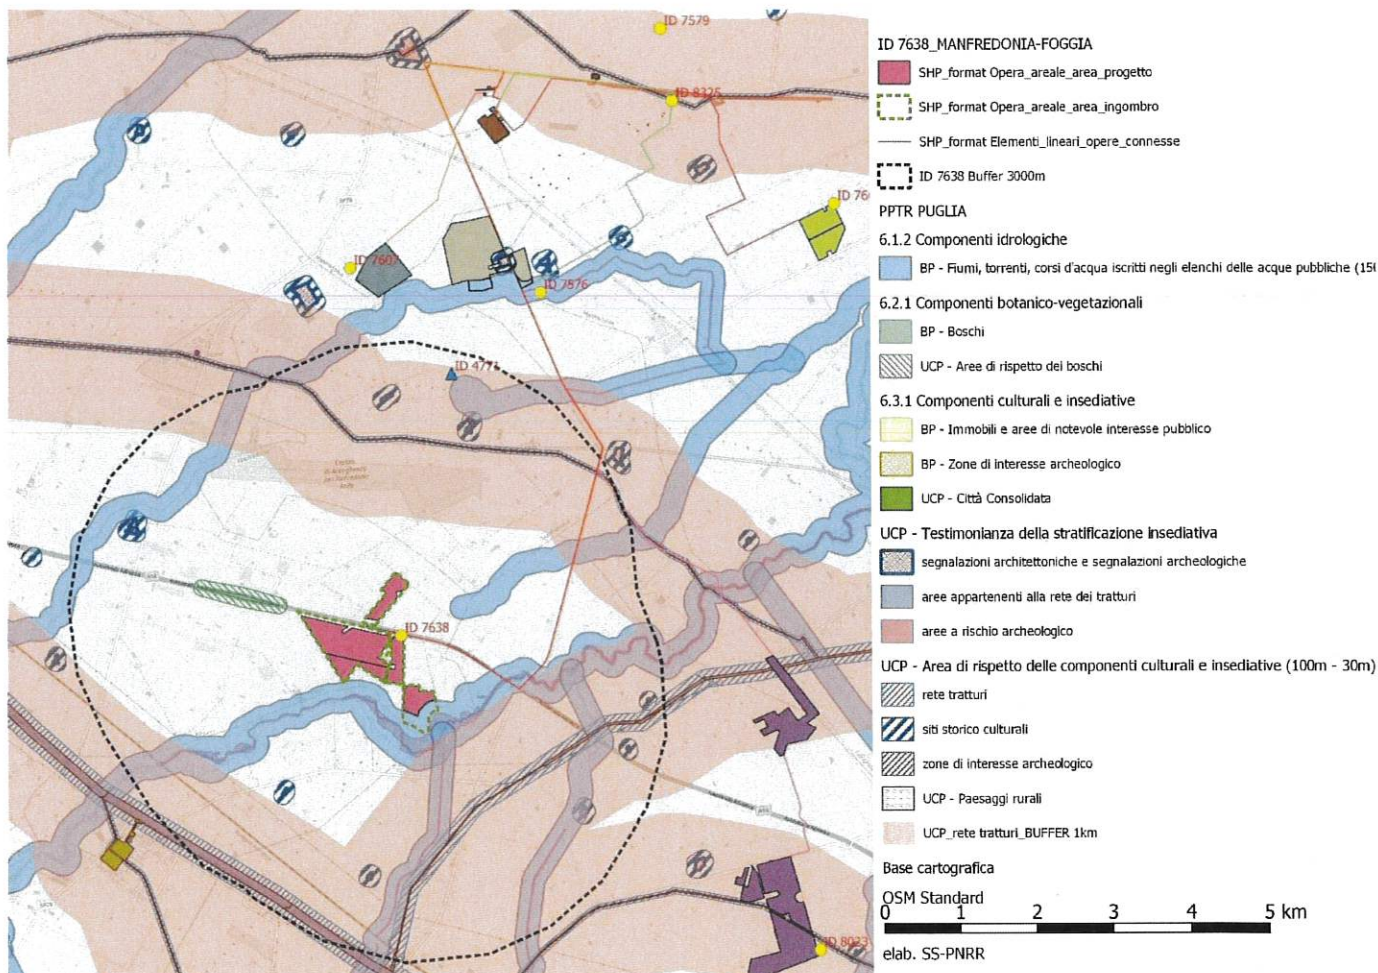 ID 7579
ID 8325
ID 76
ID 7607
ID 7576
ID 4771
ID 7638
ID 8023
ID 7638_MANFREDONIA-FOGGIA
SHP_format Opera_areale_area_progetto
SHP_format Opera_areale_area_ingombro
SHP_format Elementi_lineari_opere_connesse
ID 7638 Buffer 3000m
PPTR PUGLIA
6.1.2 Componenti idrologiche
BP - Fiumi, torrenti, corsi d'acqua iscritti negli elenchi delle acque pubbliche (15
6.2.1 Componenti botanico-vegetazionali
BP - Boschi
UCP - Aree di rispetto dei boschi
6.3.1 Componenti culturali e insediative
BP - Immobili e aree di notevole interesse pubblico
BP - Zone di interesse archeologico
UCP - Città Consolidata
UCP - Testimonianza della stratificazione insediativa
segnalazioni architettoniche e segnalazioni archeologiche
aree appartenenti alla rete dei tratturi
aree a rischio archeologico
UCP - Area di rispetto delle componenti culturali e insediative (100m - 30m)
rete tratturi
siti storico culturali
zone di interesse archeologico
UCP - Paesaggi rurali
UCP_rete tratturi_BUFFER 1km
Base cartografica
OSM Standard
0 1 2 3 4 5 km
elab. SS-PNRR